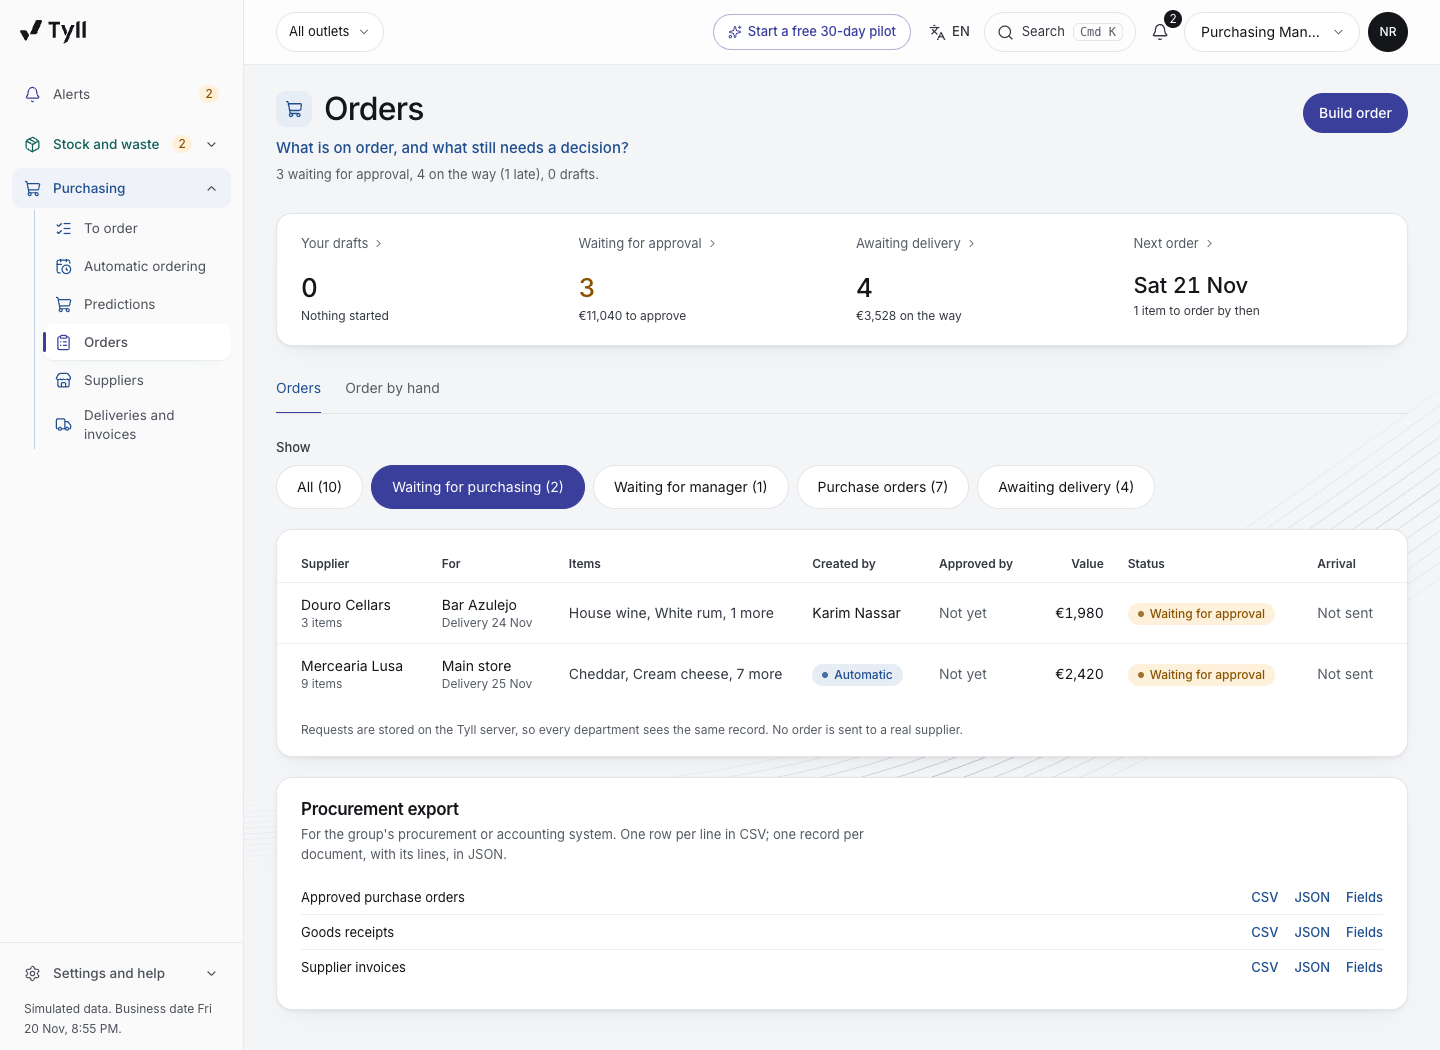 Tyll
All outlets
Start a free 30-day pilot
EN
Search Cmd K
2
Purchasing Man...
NR
Alerts 2
Stock and waste 2
Purchasing
To order
Automatic ordering
Predictions
Orders
Suppliers
Deliveries and
invoices
Settings and help
Simulated data. Business date Fri
20 Nov, 8:55 PM.
Orders
Build order
What is on order, and what still needs a decision?
3 waiting for approval, 4 on the way (1 late), 0 drafts.
Your drafts
0
Nothing started
Waiting for approval
3
€11,040 to approve
Awaiting delivery
4
€3,528 on the way
Next order
Sat 21 Nov
1 item to order by then
Orders Order by hand
Show
All (10) Waiting for purchasing (2) Waiting for manager (1) Purchase orders (7) Awaiting delivery (4)
Supplier For Items Created by Approved by Value Status Arrival
Douro Cellars Bar Azulejo House wine, White rum, 1 more Karim Nassar Not yet €1,980 Waiting for approval Not sent
3 items Delivery 24 Nov
Mercearia Lusa Main store Cheddar, Cream cheese, 7 more Automatic Not yet €2,420 Waiting for approval Not sent
9 items Delivery 25 Nov
Requests are stored on the Tyll server, so every department sees the same record. No order is sent to a real supplier.
Procurement export
For the group's procurement or accounting system. One row per line in CSV; one record per
document, with its lines, in JSON.
Approved purchase orders CSV JSON Fields
Goods receipts CSV JSON Fields
Supplier invoices CSV JSON Fields